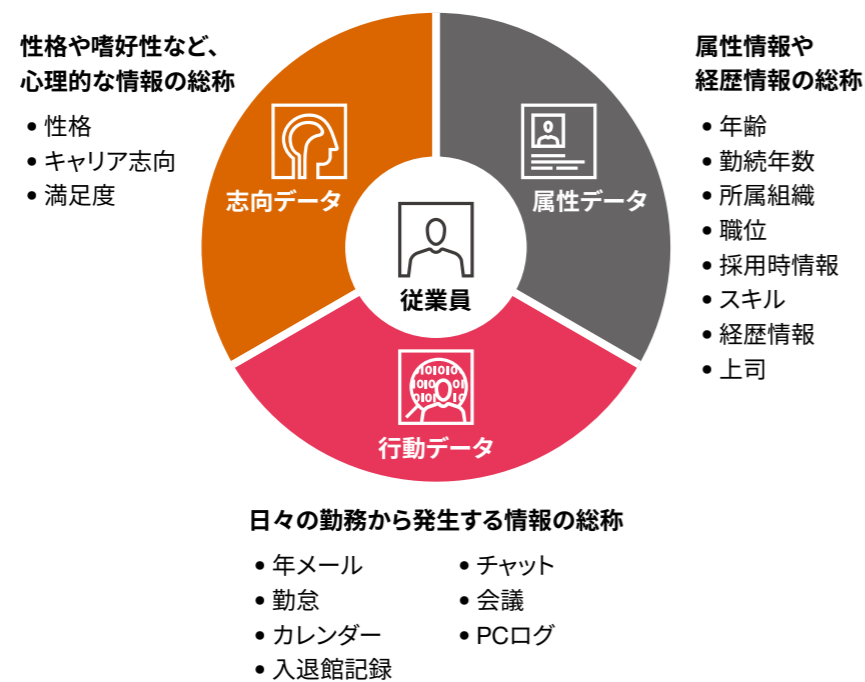 性格や嗜好性など、
心理的な情報の総称
• 性格
• キャリア志向
• 満足度
志向データ
属性データ
従業員
行動データ
属性情報や
経歴情報の総称
• 年齢
• 勤続年数
• 所属組織
• 職位
• 採用時情報
• スキル
• 経歴情報
• 上司
日々の勤務から発生する情報の総称
• 年メール
• 勤怠
• カレンダー
• 入退館記録
• チャット
• 会議
• PCログ